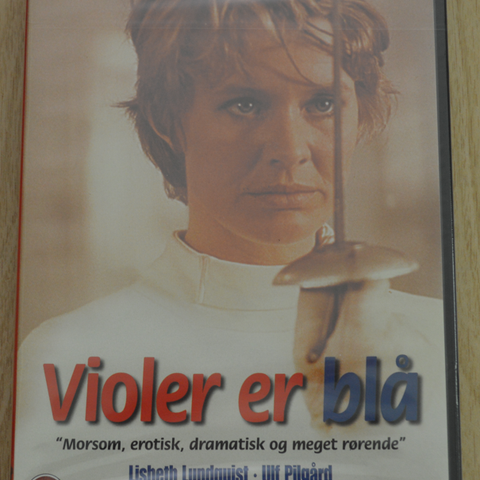 Violer er blå
"Morsom, erotisk, dramatisk og meget rørende"
Lisbeth Lundquist · Ulf Pilgård